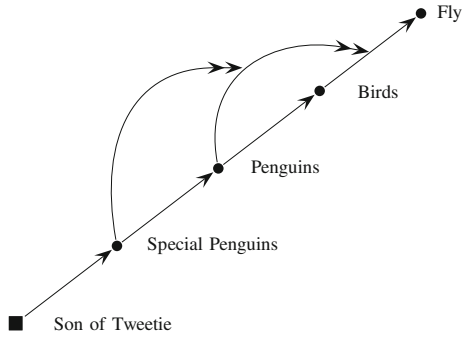 Fly
Birds
Penguins
Special Penguins
Son of Tweetie